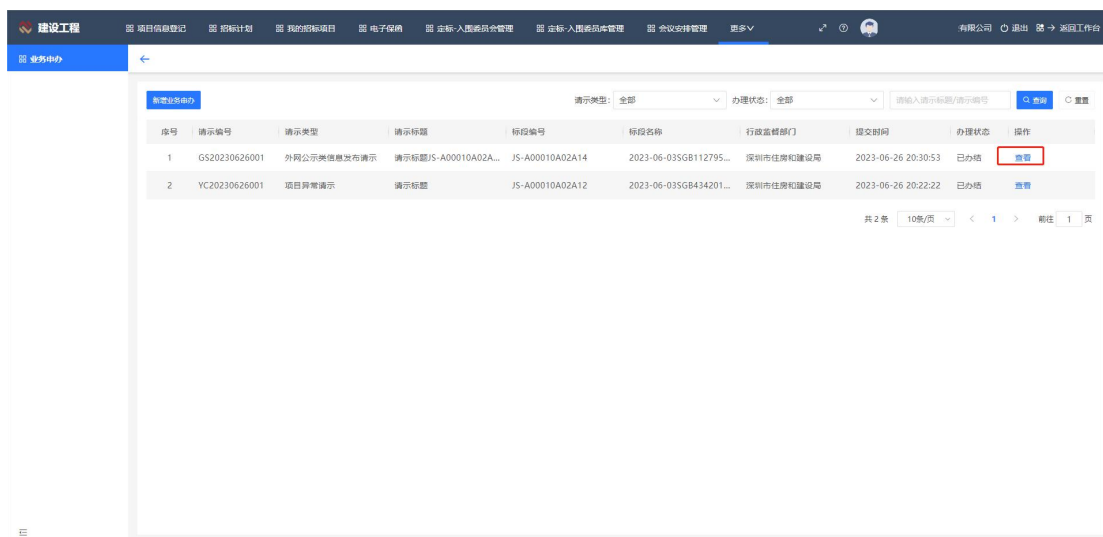 建设工程 项目信息登记 招标计划 我的招标项目 电子保函 定标-入围委员会管理 定标-入围委员库管理 会议安排管理 更多 有限公司 退出 返回工作台
业务申办
新增业务申办 请示类型: 全部 办理状态: 全部 请输入请示标题/请示编号 查询 重置
序号 请示编号 请示类型 请示标题 标段编号 标段名称 行政监督部门 提交时间 办理状态 操作
1 GS20230626001 外网公示类信息发布请示 请示标题JS-A00010A02A... JS-A00010A02A14 2023-06-03SGB112795... 深圳市住房和建设局 2023-06-26 20:30:53 已办结 查看
2 YC20230626001 项目异常请示 请示标题 JS-A00010A02A12 2023-06-03SGB434201... 深圳市住房和建设局 2023-06-26 20:22:22 已办结 查看
共 2 条 10条/页 1 前往 1 页